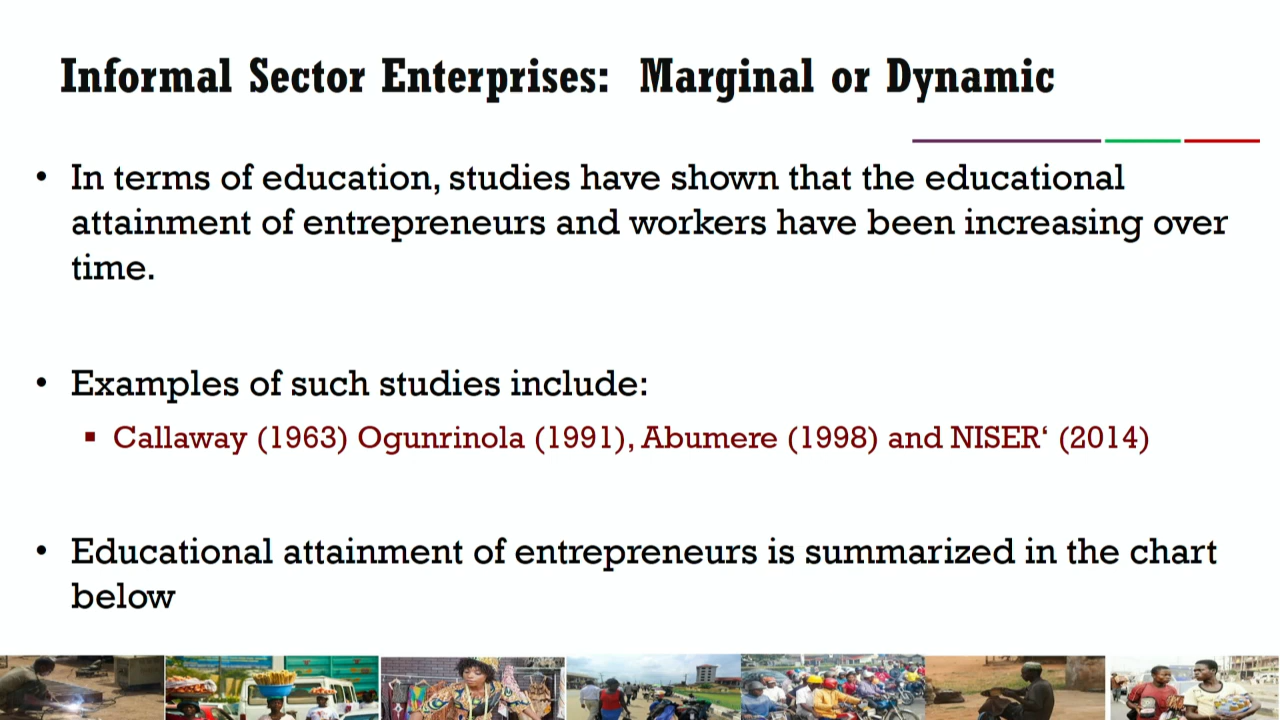 Informal Sector Enterprises: Marginal or Dynamic
• In terms of education, studies have shown that the educational
attainment of entrepreneurs and workers have been increasing over
time.
• Examples of such studies include:
▪ Callaway (1963) Ogunrinola (1991), Abumere (1998) and NISER‘ (2014)
• Educational attainment of entrepreneurs is summarized in the chart
below